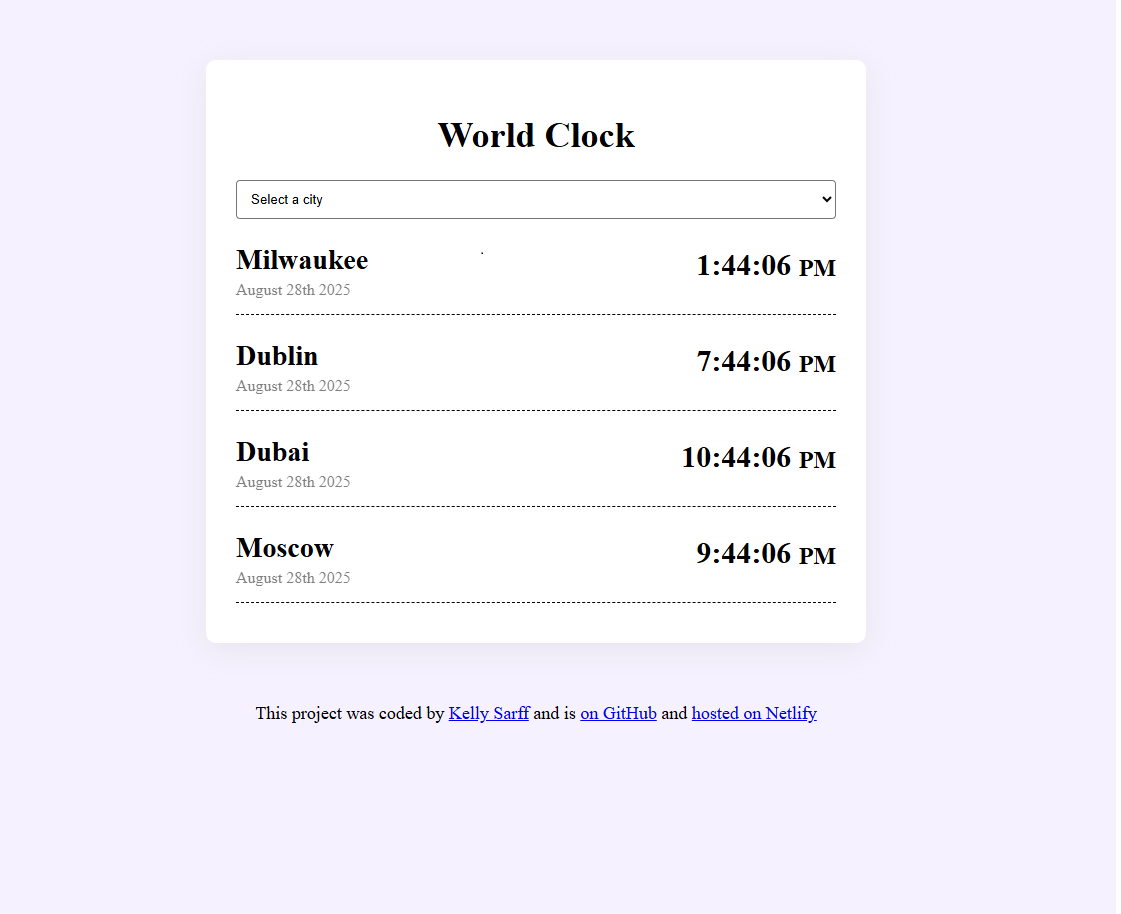 World Clock
Select a city
Milwaukee
1:44:06 PM
August 28th 2025
Dublin
7:44:06 PM
August 28th 2025
Dubai
10:44:06 PM
August 28th 2025
Moscow
9:44:06 PM
August 28th 2025
This project was coded by Kelly Sarff and is on GitHub and hosted on Netlify